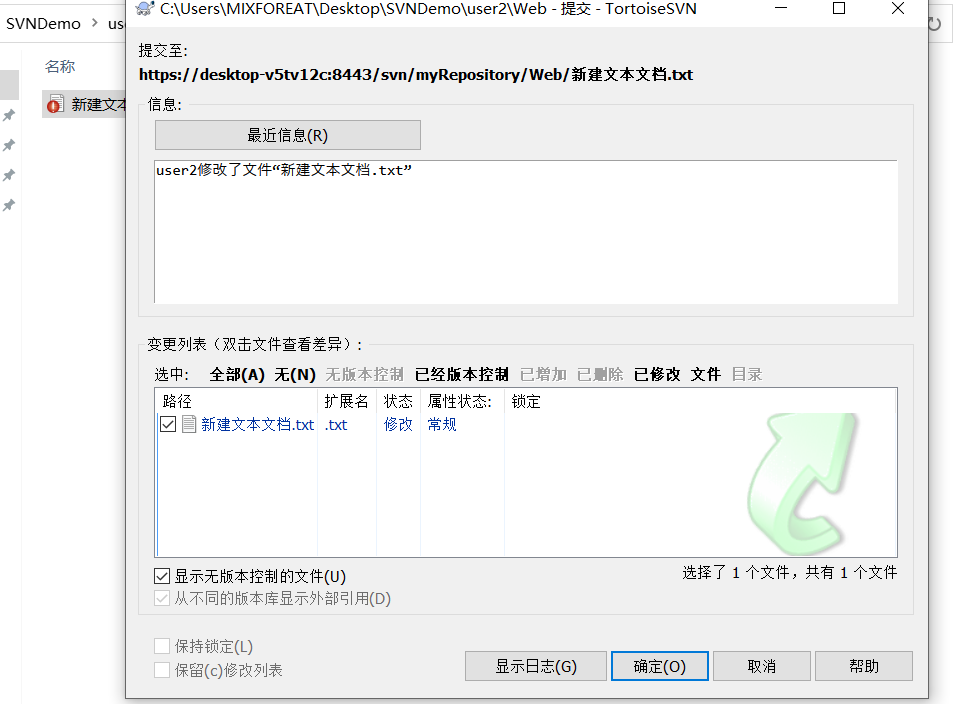 C:\Users\MIXFOREAT\Desktop\SVNDemo\user2\Web - 提交 - TortoiseSVN
SVNDemo
名称
新建文本
提交至:
https://desktop-v5tv12c:8443/svn/myRepository/Web/新建文本文档.txt
信息:
最近信息(R)
user2修改了文件“新建文本文档.txt”
变更列表（双击文件查看差异）:
选中: 全部(A) 无(N) 无版本控制 已经版本控制 已增加 已删除 已修改 文件 目录
路径 扩展名 状态 属性状态: 锁定
新建文本文档.txt .txt 修改 常规
显示无版本控制的文件(U)
选择了 1 个文件，共有 1 个文件
从不同的版本库显示外部引用(D)
保持锁定(L)
保留(c)修改列表
显示日志(G) 确定(O) 取消 帮助